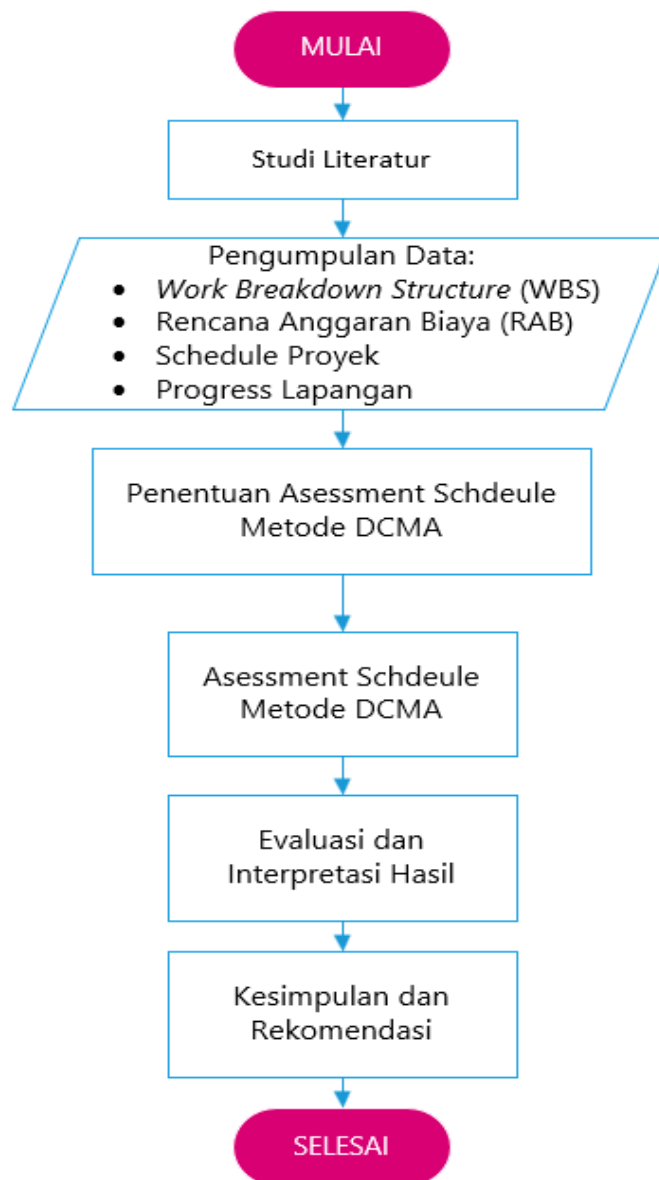 MULAI
Studi Literatur
Pengumpulan Data:
• Work Breakdown Structure (WBS)
• Rencana Anggaran Biaya (RAB)
• Schedule Proyek
• Progress Lapangan
Penentuan Asessment Schdeule
Metode DCMA
Asessment Schdeule
Metode DCMA
Evaluasi dan
Interpretasi Hasil
Kesimpulan dan
Rekomendasi
SELESAI